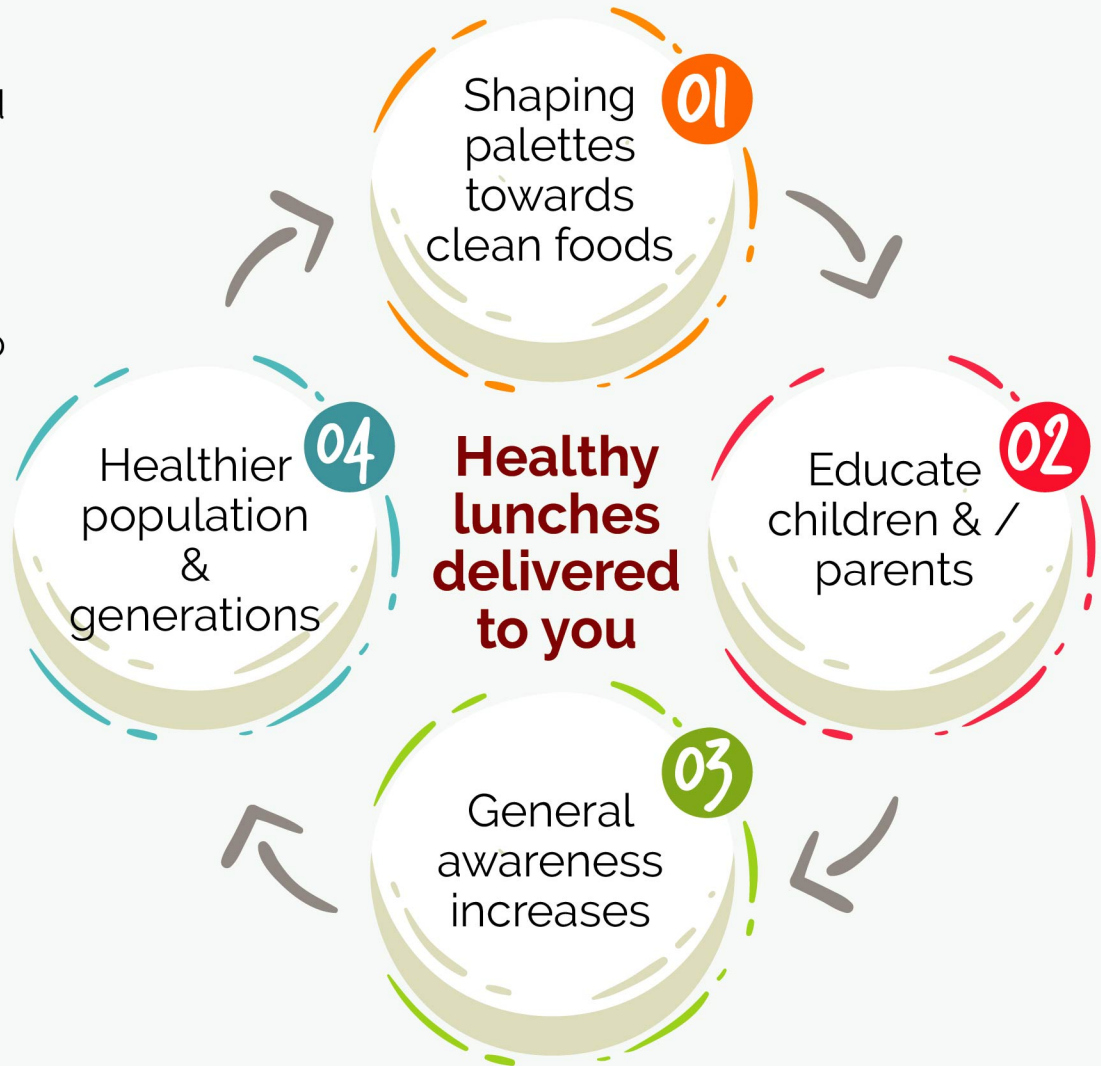 01
Shaping
palettes
towards
clean foods
02
Educate
children & /
parents
03
General
awareness
increases
04
Healthier
population
&
generations
Healthy
lunches
delivered
to you